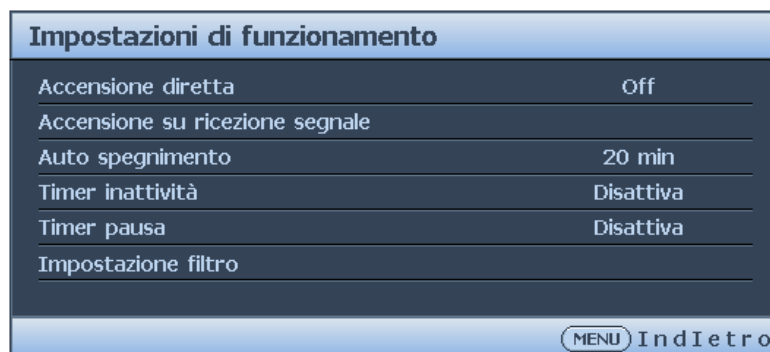 Impostazioni di funzionamento
Accensione diretta Off
Accensione su ricezione segnale
Auto spegnimento 20 min
Timer inattività Disattiva
Timer pausa Disattiva
Impostazione filtro
MENU IndIetro